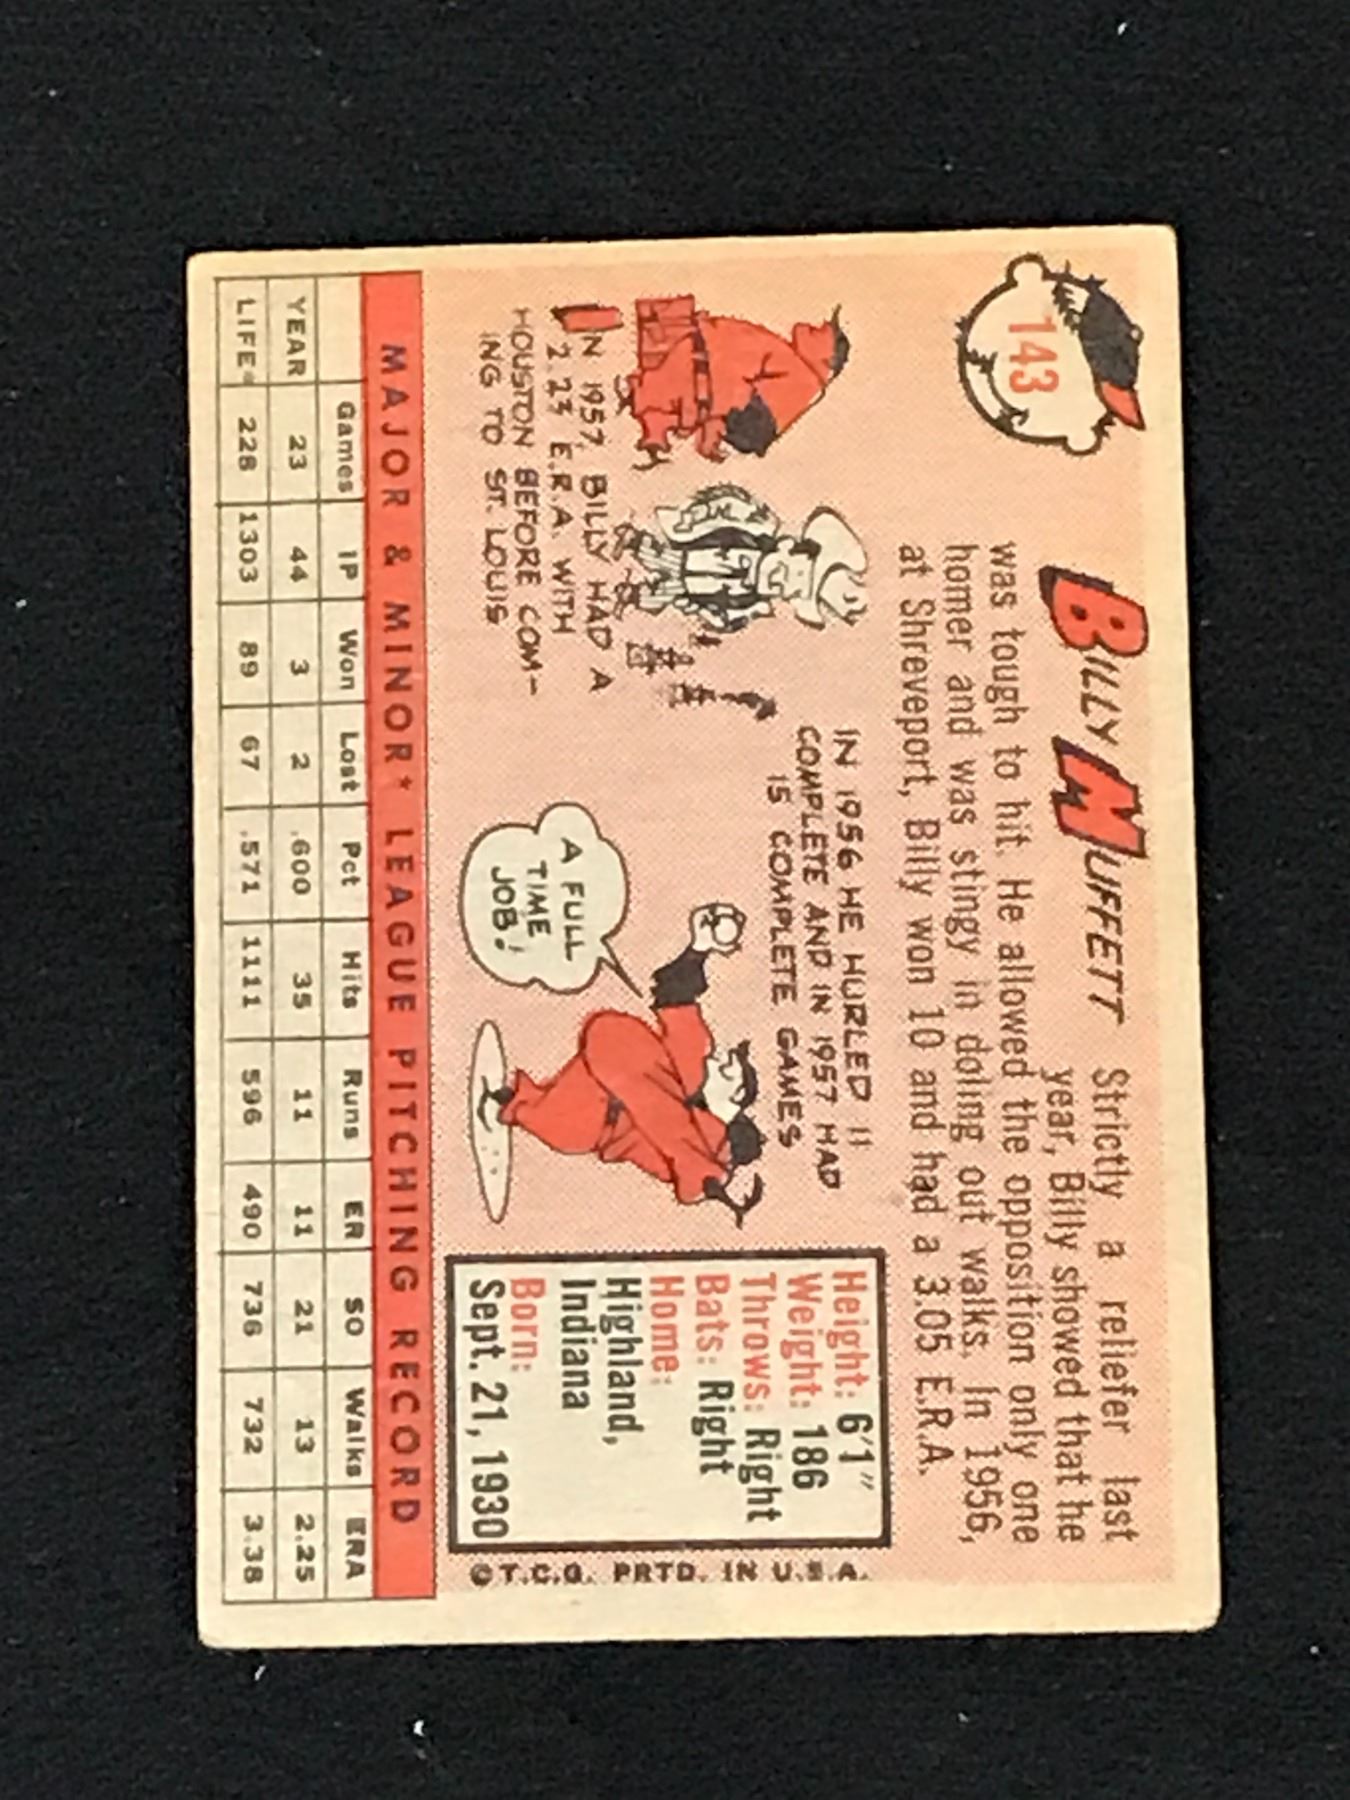 143
BILLY MUFFETT
Strictly a reliefer last
year, Billy showed that he
was tough to hit. He allowed the opposition only one
homer and was stingy in doling out walks. In 1956,
at Shreveport, Billy won 10 and had a 3.05 E.R.A.
IN 1957, BILLY HAD A
2.23 E.R.A. WITH
HOUSTON BEFORE COM-
ING TO ST. LOUIS
IN 1956 HE HURLED 11
COMPLETE AND IN 1957 HAD
15 COMPLETE GAMES
A FULL
TIME
JOB!
Height: 6'1"
Weight: 186
Throws: Right
Bats: Right
Home:
Highland,
Indiana
Born:
Sept. 21, 1930
©T.C.G. PRTD. IN U.S.A.
MAJOR & MINOR* LEAGUE PITCHING RECORD
Games IP Won Lost Pct Hits Runs ER SO Walks ERA
YEAR 23 44 3 2 .600 35 11 11 21 13 2.25
LIFE* 228 1303 89 67 .571 1111 596 490 736 732 3.38